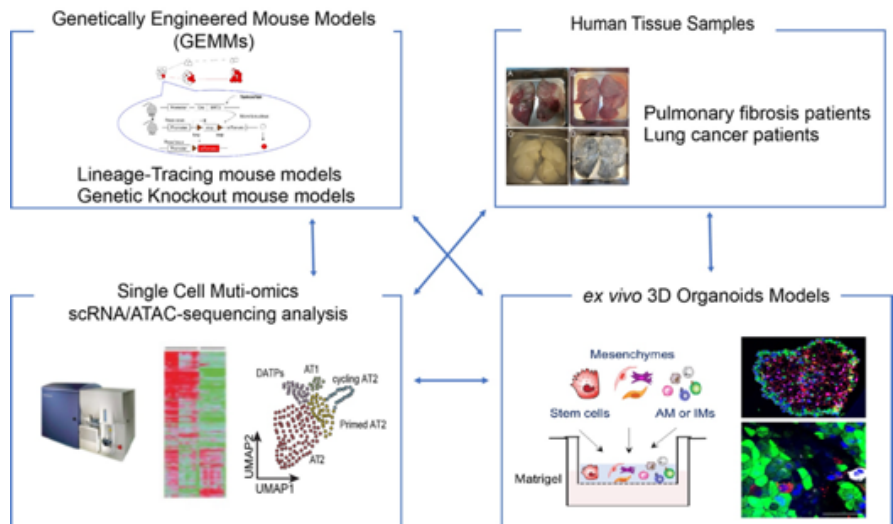 Genetically Engineered Mouse Models
(GEMMs)
Lineage-Tracing mouse models
Genetic Knockout mouse models
Human Tissue Samples
A
Pulmonary fibrosis patients
Lung cancer patients
Single Cell Muti-omics
scRNA/ATAC-sequencing analysis
DATPs
AT1
cycling AT2
Primed AT2
AT2
UMAP2
UMAP1
ex vivo 3D Organoids Models
Mesenchymes
Stem cells
AM or IMs
Matrigel